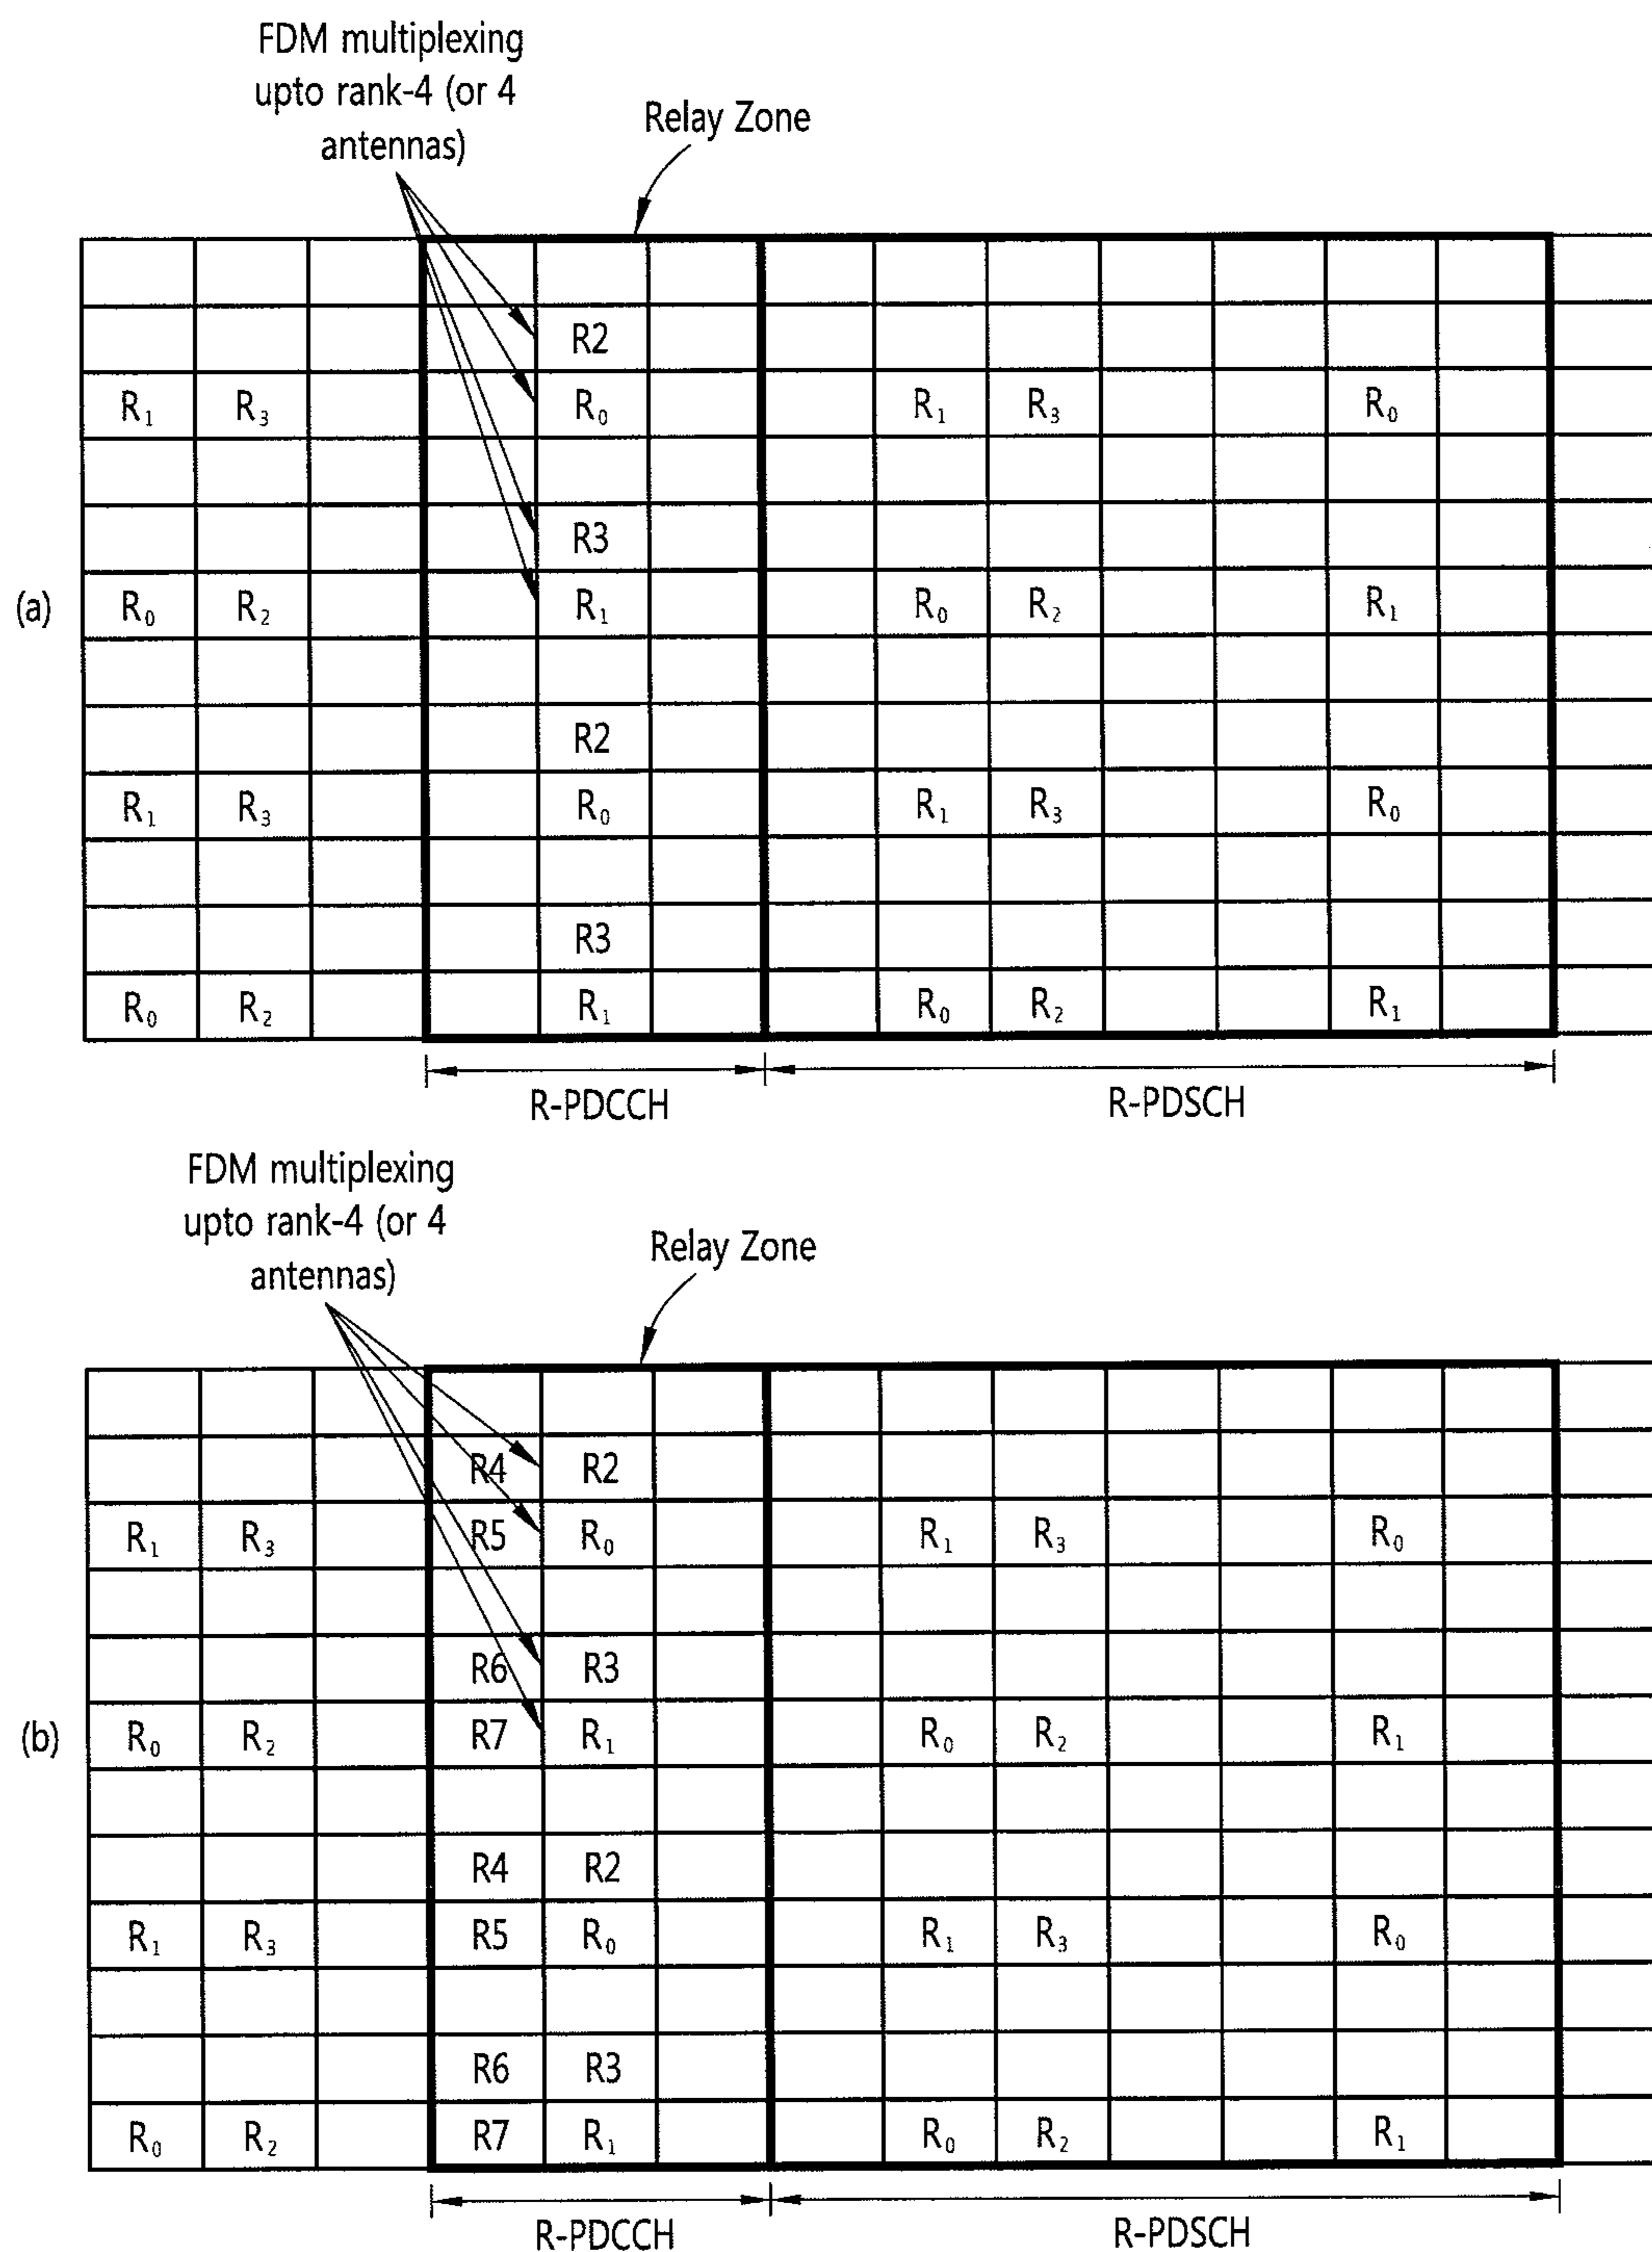 FDM multiplexing
upto rank-4 (or 4
antennas)
Relay Zone
R2
R₁ R₃ R₀ R₁ R₃ R₀
R3
(a) R₀ R₂ R₁ R₀ R₂ R₁
R2
R₁ R₃ R₀ R₁ R₃ R₀
R3
R₀ R₂ R₁ R₀ R₂ R₁
R-PDCCH R-PDSCH
FDM multiplexing
upto rank-4 (or 4
antennas)
Relay Zone
R4 R2
R₁ R₃ R5 R₀ R₁ R₃ R₀
R6 R3
(b) R₀ R₂ R7 R₁ R₀ R₂ R₁
R4 R2
R₁ R₃ R5 R₀ R₁ R₃ R₀
R6 R3
R₀ R₂ R7 R₁ R₀ R₂ R₁
R-PDCCH R-PDSCH